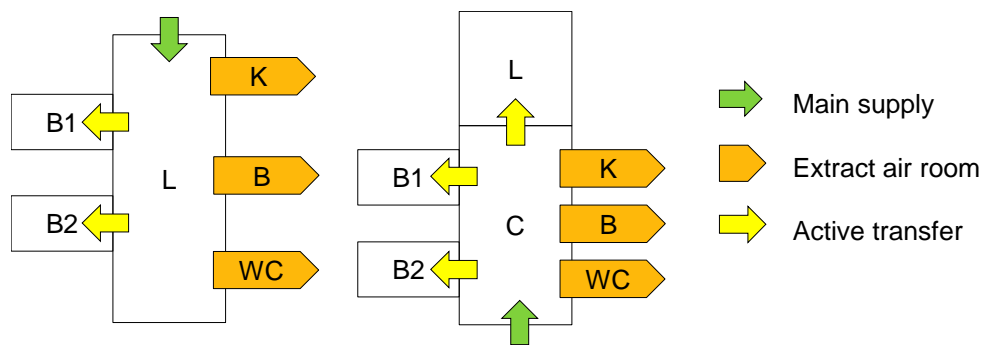 K
B1
L
B
B2
WC
L
B1
K
C
B
B2
WC
Main supply
Extract air room
Active transfer